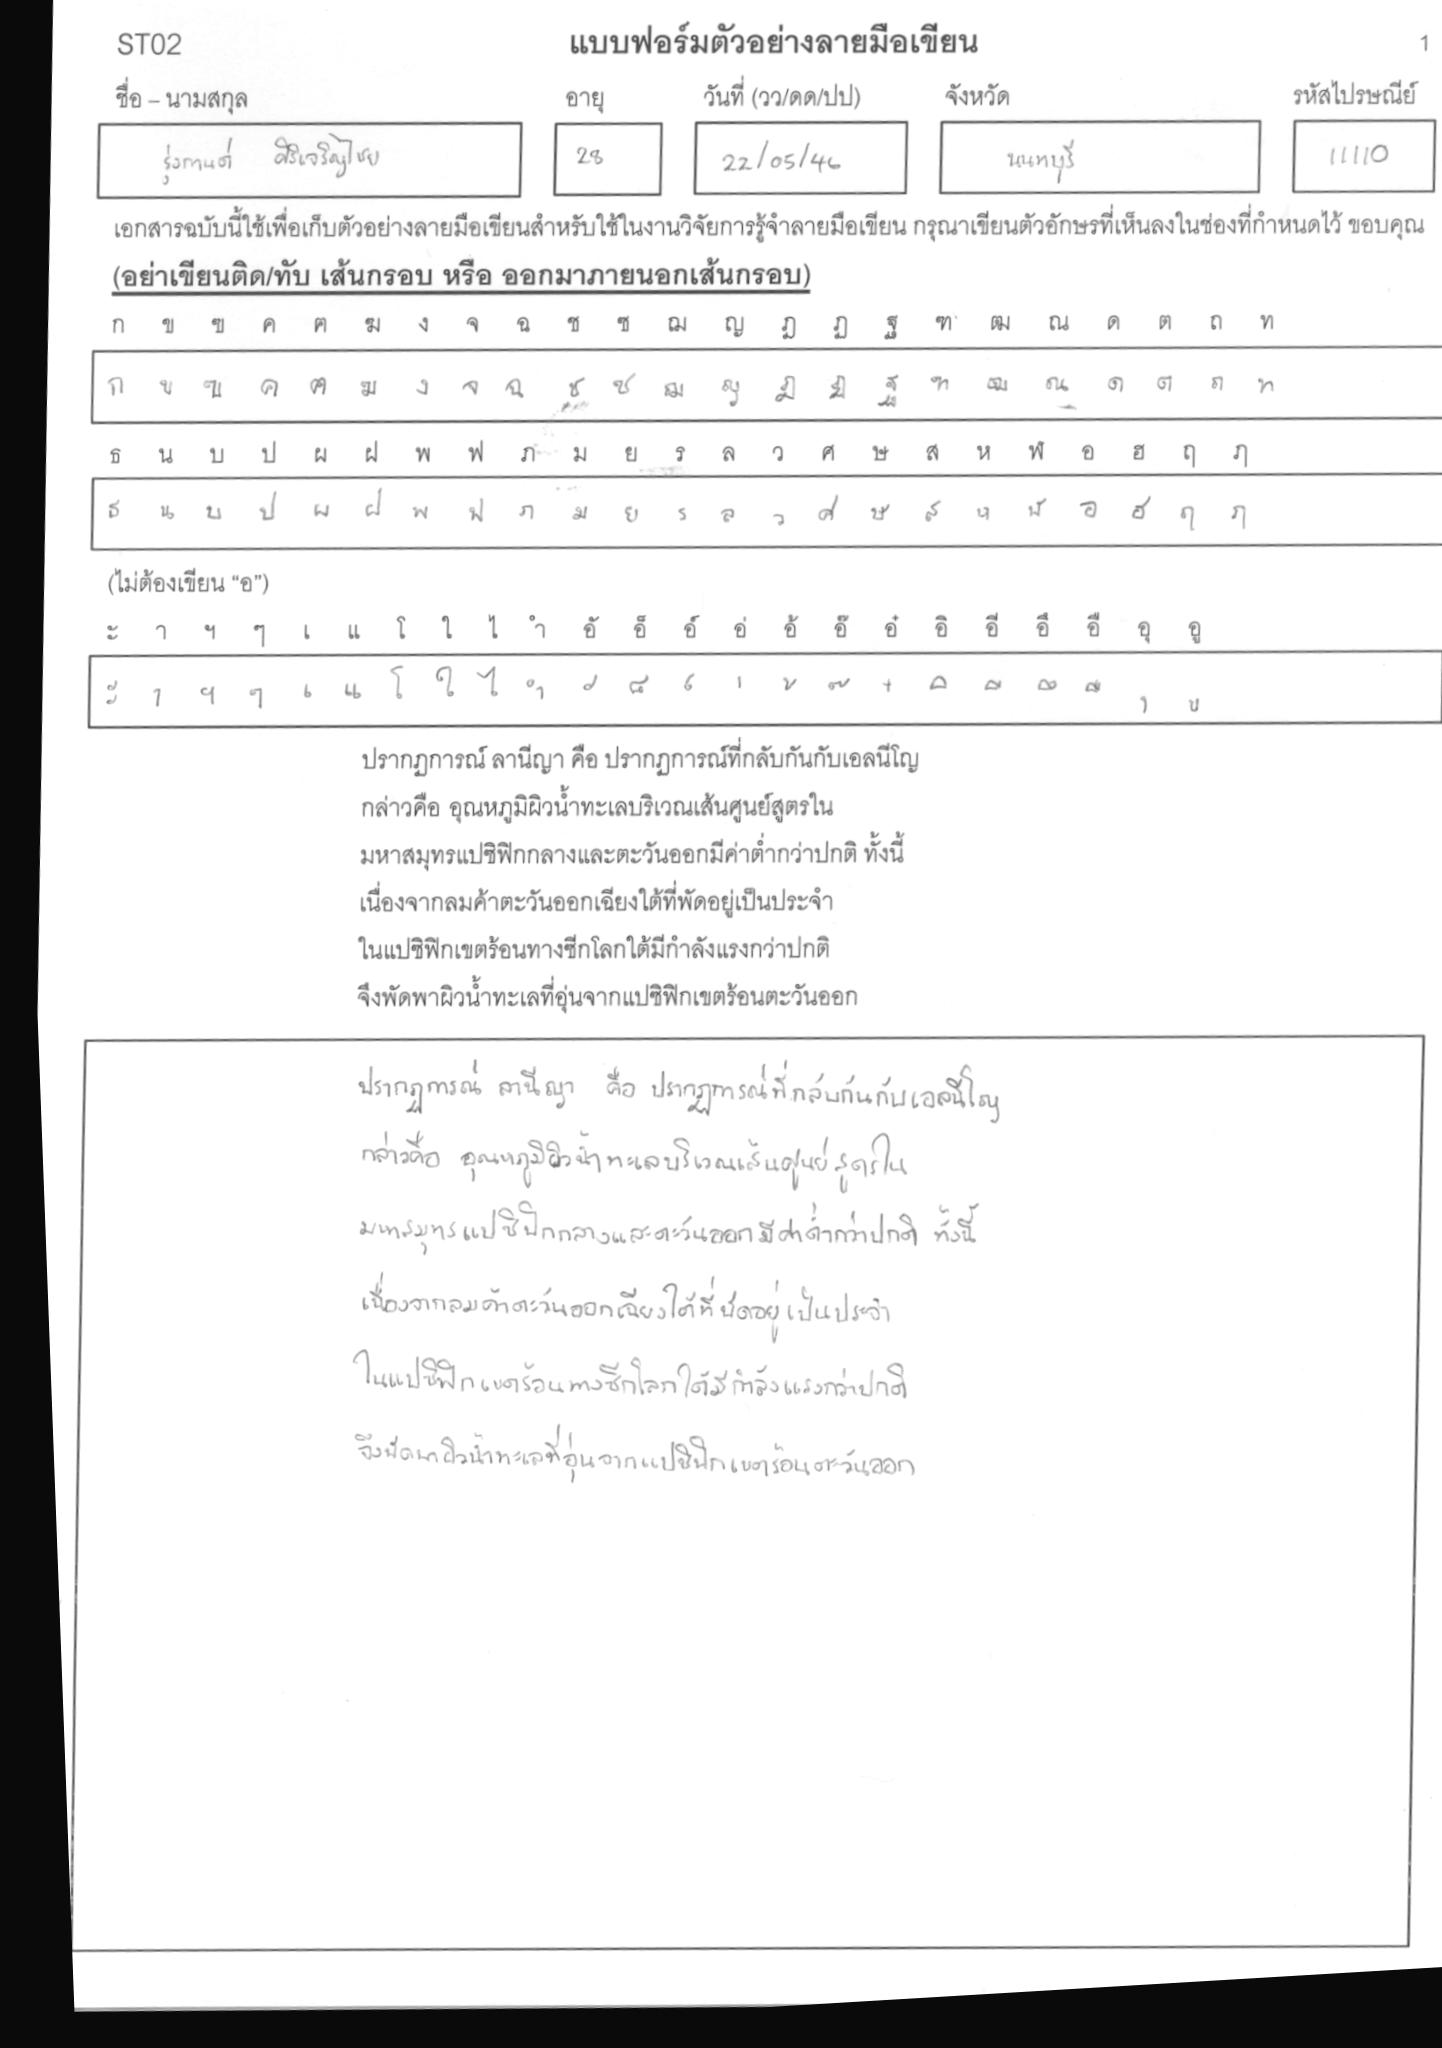 ST02 แบบฟอร์มตัวอย่างลายมือเขียน 1
ชื่อ – นามสกุล อายุ วันที่ (วว/ดด/ปป) จังหวัด รหัสไปรษณีย์
รุ่งกานต์ ศิริเจริญไชย 28 22/05/46 นนทบุรี 11110
เอกสารฉบับนี้ใช้เพื่อเก็บตัวอย่างลายมือเขียนสำหรับใช้ในงานวิจัยการรู้จำลายมือเขียน กรุณาเขียนตัวอักษรที่เห็นลงในช่องที่กำหนดไว้ ขอบคุณ
(อย่าเขียนติด/ทับ เส้นกรอบ หรือ ออกมาภายนอกเส้นกรอบ)
ก ข ฃ ค ฅ ฆ ง จ ฉ ช ซ ฌ ญ ฎ ฏ ฐ ฑ ฒ ณ ด ต ถ ท
ก ข ฃ ค ฅ ฆ ง จ ฉ ช ซ ฌ ญ ฎ ฏ ฐ ฑ ฒ ณ ด ต ถ ท
ธ น บ ป ผ ฝ พ ฟ ภ ม ย ร ล ว ศ ษ ส ห ฬ อ ฮ ฤ ฦ
ธ น บ ป ผ ฝ พ ฟ ภ ม ย ร ล ว ศ ษ ส ห ฬ อ ฮ ฤ ฦ
(ไม่ต้องเขียน “อ”)
ะ า ฯ ๆ เ แ โ ใ ไ ำ อั อ็ อ์ อ่ อ้ อ๊ อ๋ อิ อี อึ อื อุ อู
ะ า ฯ ๆ เ แ โ ใ ไ ำ ั ็ ์ ่ ้ ๊ ๋ ิ ี ึ ื ุ ู
ปรากฏการณ์ ลานีญา คือ ปรากฏการณ์ที่กลับกันกับเอลนีโญ
กล่าวคือ อุณหภูมิผิวน้ำทะเลบริเวณเส้นศูนย์สูตรใน
มหาสมุทรแปซิฟิกกลางและตะวันออกมีค่าต่ำกว่าปกติ ทั้งนี้
เนื่องจากลมค้าตะวันออกเฉียงใต้ที่พัดอยู่เป็นประจำ
ในแปซิฟิกเขตร้อนทางซีกโลกใต้มีกำลังแรงกว่าปกติ
จึงพัดพาผิวน้ำทะเลที่อุ่นจากแปซิฟิกเขตร้อนตะวันออก
ปรากฏการณ์ ลานีญา คือ ปรากฏการณ์ที่กลับกันกับเอลนีโญ
กล่าวคือ อุณหภูมิผิวน้ำทะเลบริเวณเส้นศูนย์สูตรใน
มหาสมุทรแปซิฟิกกลางและตะวันออกมีค่าต่ำกว่าปกติ ทั้งนี้
เนื่องจากลมค้าตะวันออกเฉียงใต้ที่พัดอยู่เป็นประจำ
ในแปซิฟิกเขตร้อนทางซีกโลกใต้มีกำลังแรงกว่าปกติ
จึงพัดพาผิวน้ำทะเลที่อุ่นจากแปซิฟิกเขตร้อนตะวันออก